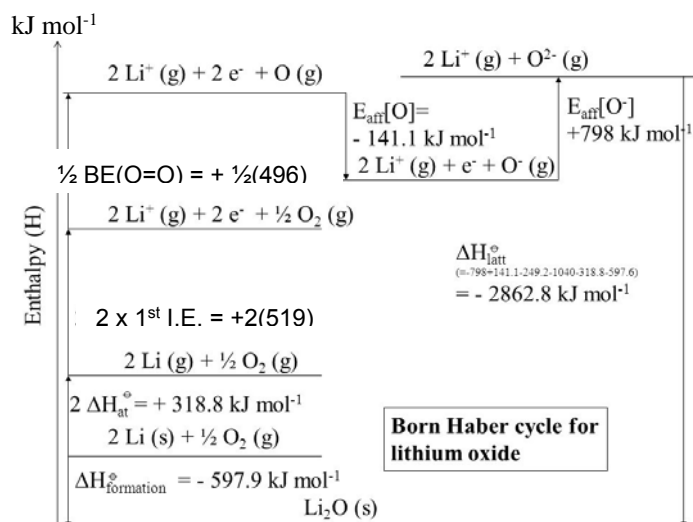 kJ mol⁻¹
2 Li⁺ (g) + 2 e⁻ + O (g)
2 Li⁺ (g) + O²⁻ (g)
E_aff[O]=
- 141.1 kJ mol⁻¹
E_aff[O⁻]
+798 kJ mol⁻¹
½ BE(O=O) = + ½(496)
2 Li⁺ (g) + e⁻ + O⁻ (g)
2 Li⁺ (g) + 2 e⁻ + ½ O₂ (g)
Enthalpy (H)
ΔH⦵latt
(=-798+141.1-249.2-1040-318.8-597.6)
= - 2862.8 kJ mol⁻¹
2 x 1ˢᵗ I.E. = +2(519)
2 Li (g) + ½ O₂ (g)
2 ΔH⦵at = + 318.8 kJ mol⁻¹
2 Li (s) + ½ O₂ (g)
Born Haber cycle for
lithium oxide
ΔH⦵formation = - 597.9 kJ mol⁻¹
Li₂O (s)